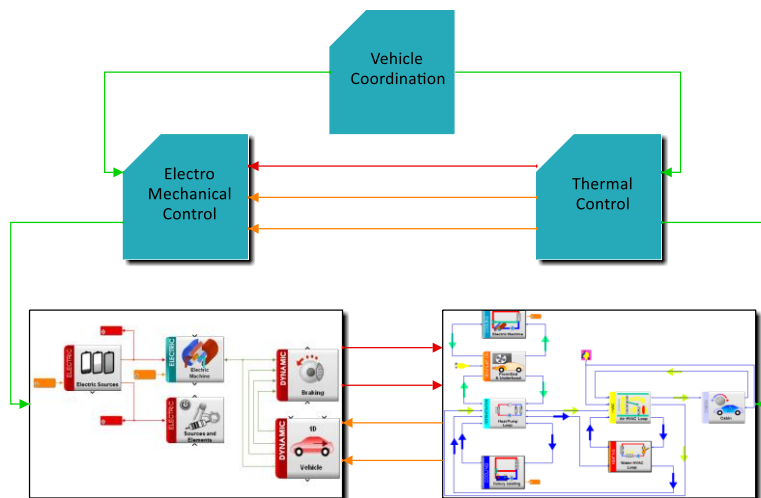 Vehicle
Coordination
Electro
Mechanical
Control
Thermal
Control
ELECTRIC
Electric Sources
ELECTRIC
Electric
Machine
ELECTRIC
Sources and
Elements
DYNAMIC
Braking
DYNAMIC
1D
Vehicle
Electric Machine
Powerline
& Underhood
Heat Pump
Loop
Battery Cooling
Air HVAC Loop
Water HVAC
Loop
Cabin